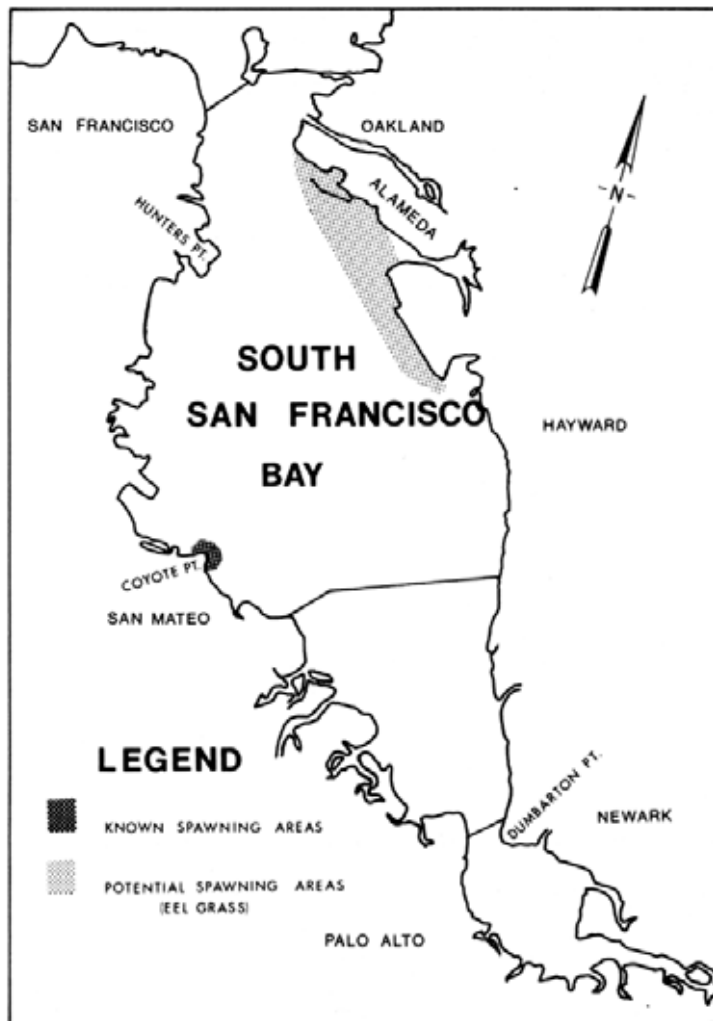 SAN FRANCISCO
OAKLAND
ALAMEDA
-N-
HUNTERS PT.
SOUTH
SAN FRANCISCO
BAY
HAYWARD
COYOTE PT.
SAN MATEO
LEGEND
KNOWN SPAWNING AREAS
POTENTIAL SPAWNING AREAS
(EEL GRASS)
DUMBARTON PT.
NEWARK
PALO ALTO